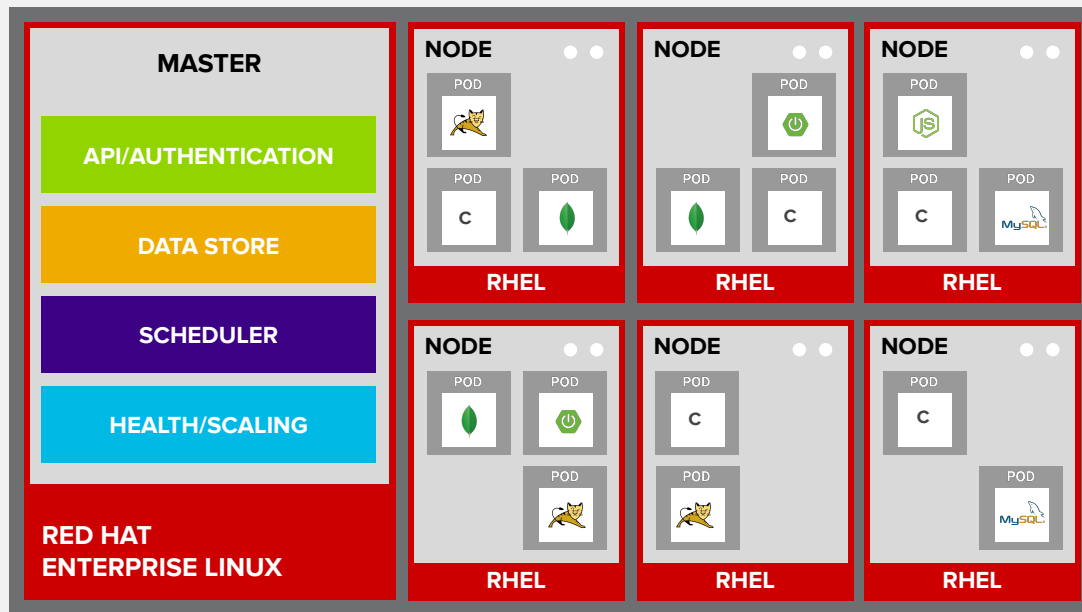 MASTER
API/AUTHENTICATION
DATA STORE
SCHEDULER
HEALTH/SCALING
RED HAT
ENTERPRISE LINUX
NODE
POD
POD
C
POD
RHEL
NODE
POD
POD
POD
C
RHEL
NODE
POD
JS
POD
C
POD
MySQL
RHEL
NODE
POD
POD
POD
RHEL
NODE
POD
C
POD
RHEL
NODE
POD
C
POD
MySQL
RHEL